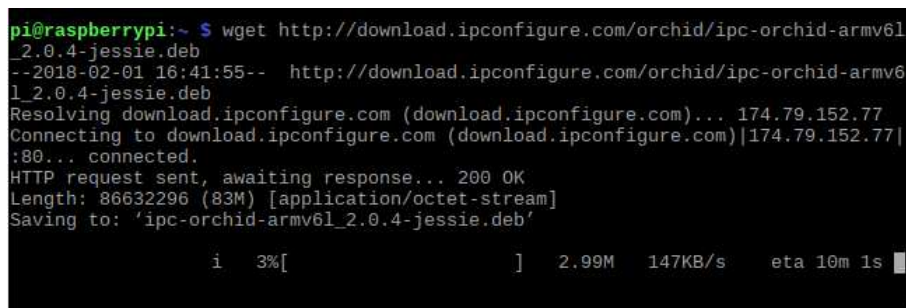 pi@raspberrypi:~ $ wget http://download.ipconfigure.com/orchid/ipc-orchid-armv6l
_2.0.4-jessie.deb
--2018-02-01 16:41:55--  http://download.ipconfigure.com/orchid/ipc-orchid-armv6
l_2.0.4-jessie.deb
Resolving download.ipconfigure.com (download.ipconfigure.com)... 174.79.152.77
Connecting to download.ipconfigure.com (download.ipconfigure.com)|174.79.152.77|
:80... connected.
HTTP request sent, awaiting response... 200 OK
Length: 86632296 (83M) [application/octet-stream]
Saving to: ‘ipc-orchid-armv6l_2.0.4-jessie.deb’
i   3%[                    ]   2.99M   147KB/s    eta 10m 1s